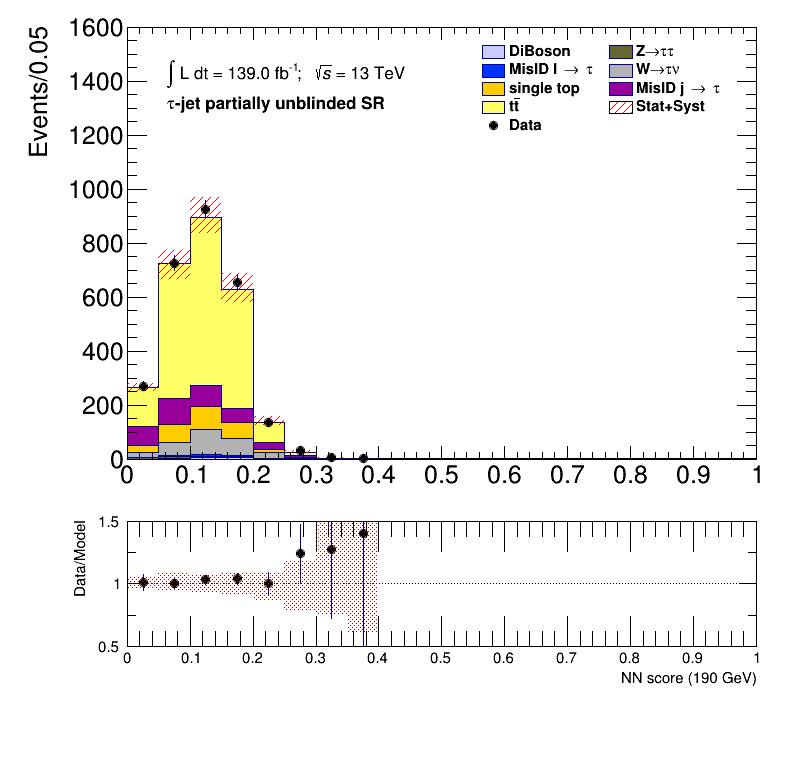 Events/0.05
1600
1400
1200
1000
800
600
400
200
0
∫ L dt = 139.0 fb⁻¹; √s = 13 TeV
τ-jet partially unblinded SR
DiBoson
MisID l → τ
single top
tt̄
Data
Z→ττ
W→τν
MisID j → τ
Stat+Syst
0 0.1 0.2 0.3 0.4 0.5 0.6 0.7 0.8 0.9 1
Data/Model
1.5
1
0.5
0 0.1 0.2 0.3 0.4 0.5 0.6 0.7 0.8 0.9 1
NN score (190 GeV)